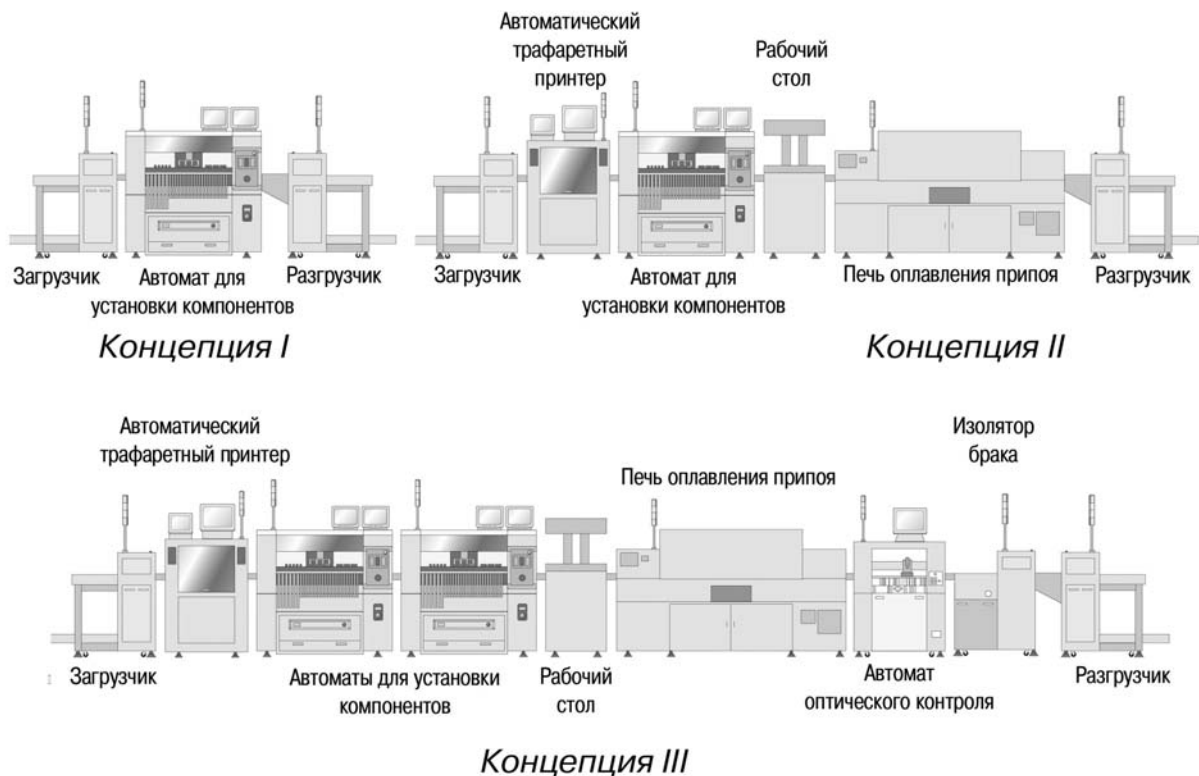 Автоматический
трафаретный
принтер
Рабочий
стол
Загрузчик
Автомат для
установки компонентов
Разгрузчик
Загрузчик
Автомат для
установки компонентов
Печь оплавления припоя
Разгрузчик
Концепция I
Концепция II
Автоматический
трафаретный принтер
Печь оплавления припоя
Изолятор
брака
Загрузчик
Автоматы для установки
компонентов
Рабочий
стол
Автомат
оптического контроля
Разгрузчик
Концепция III